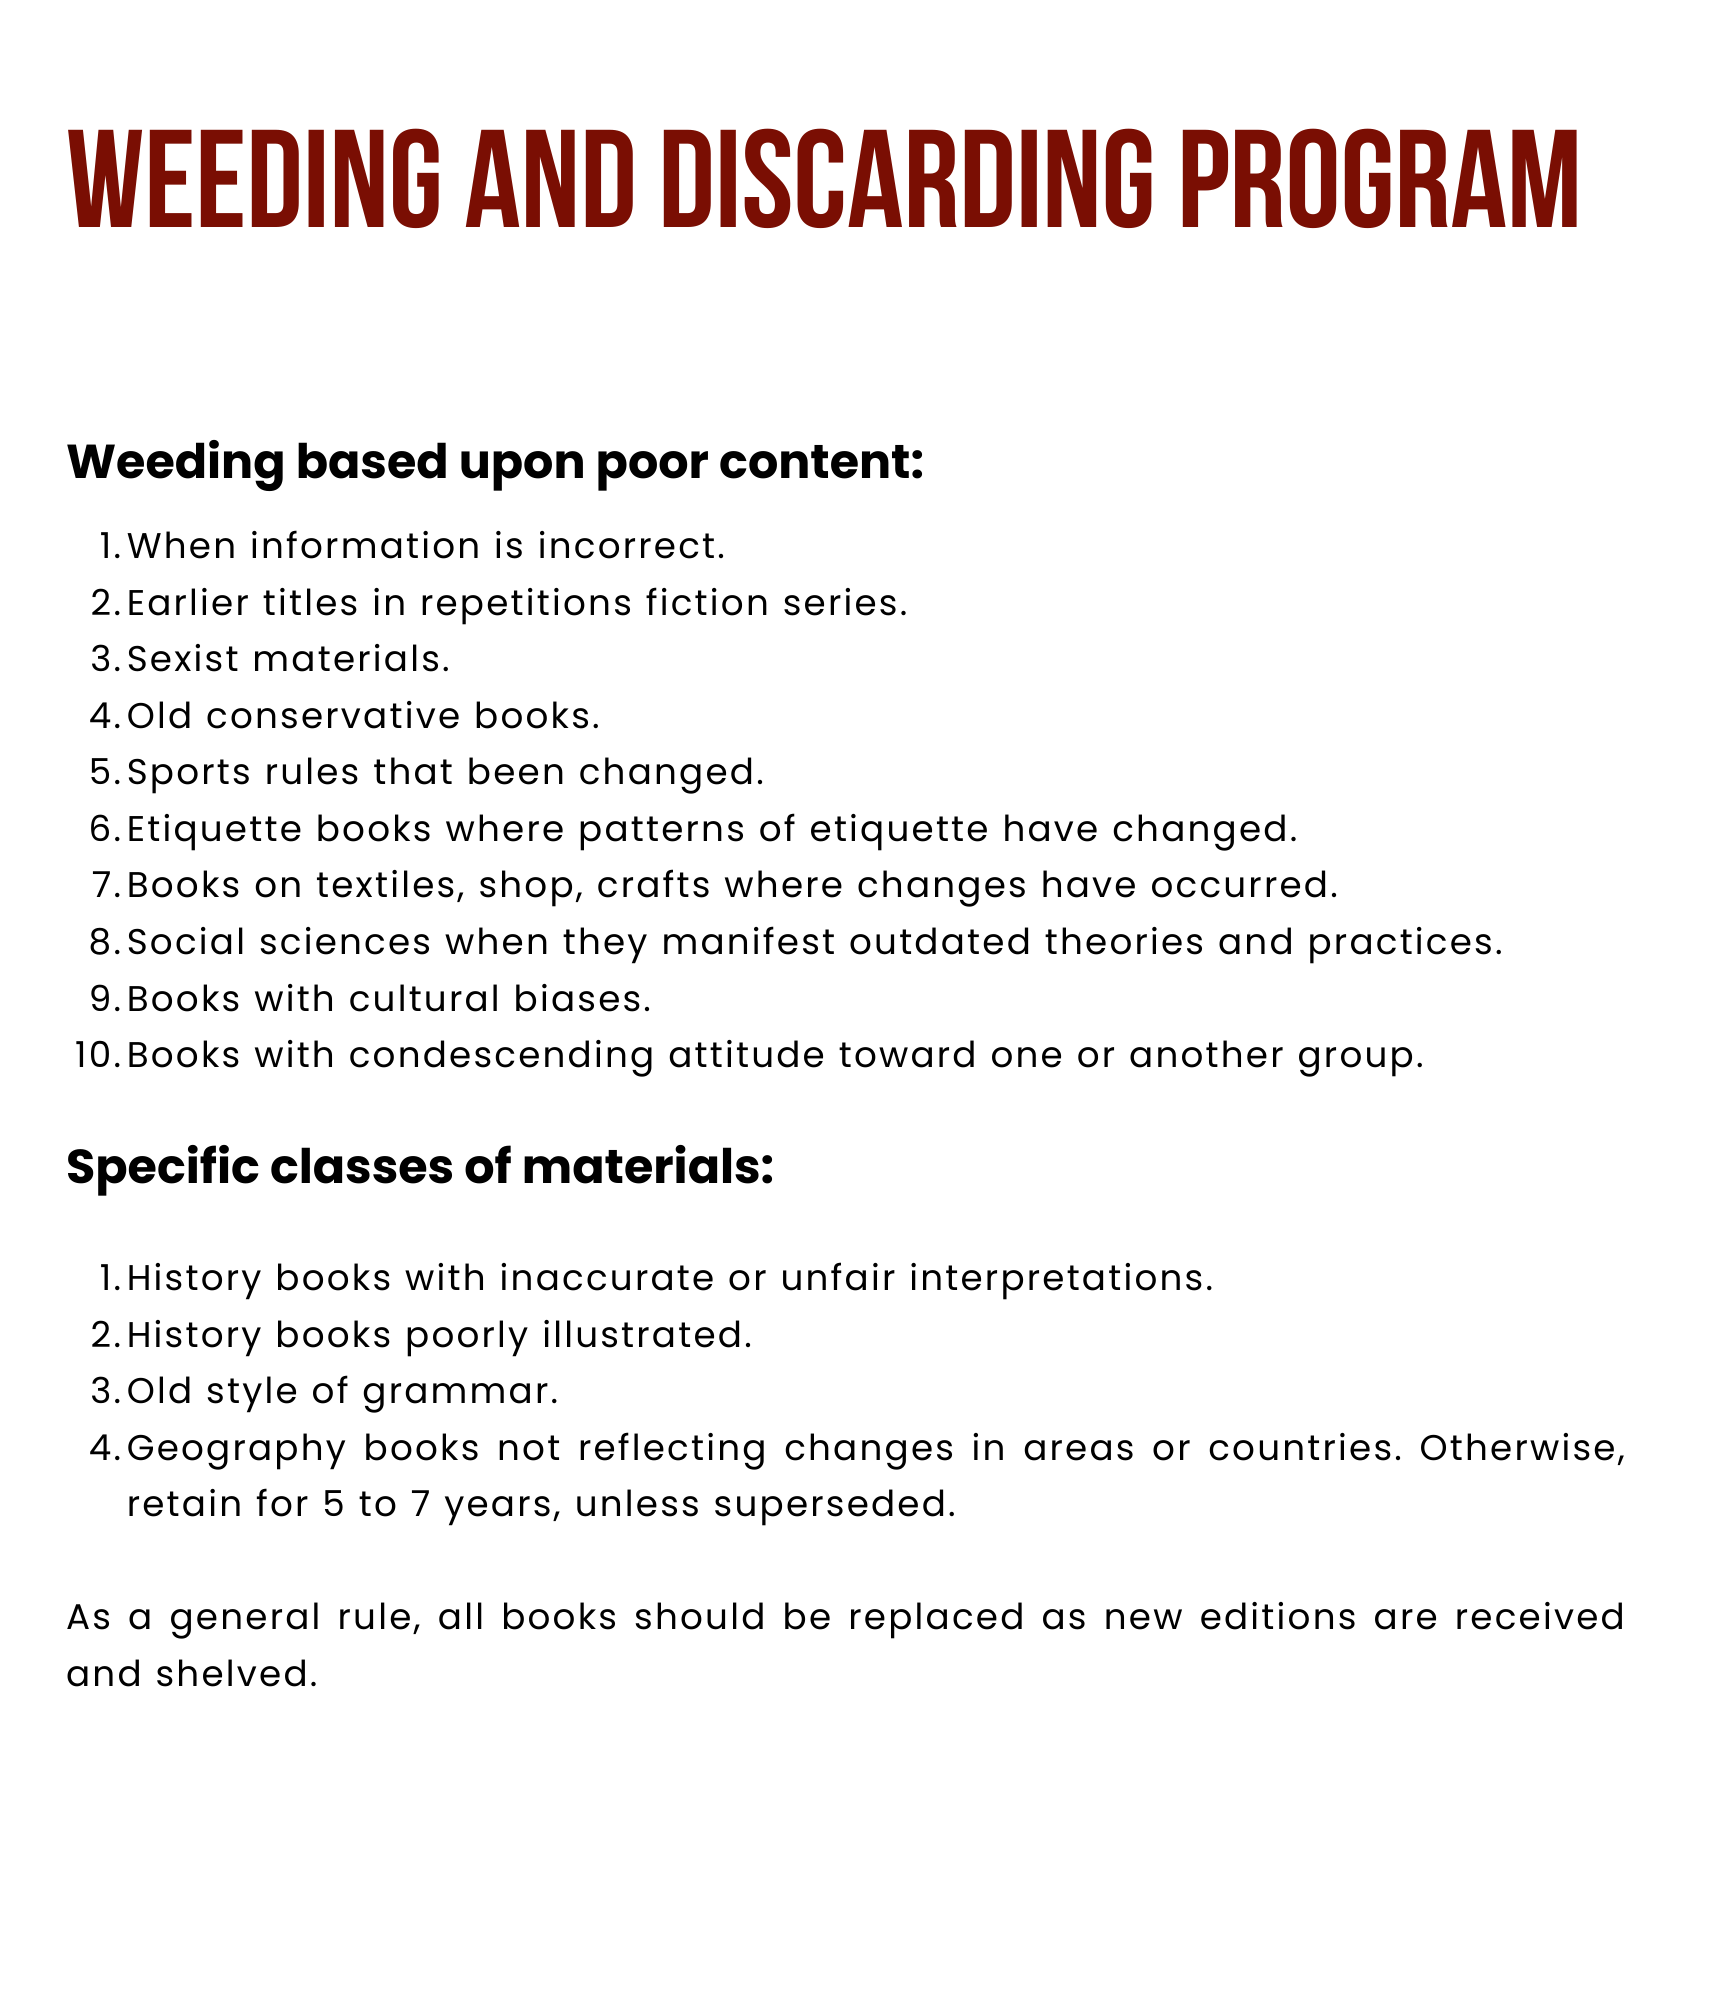 WEEDING AND DISCARDING PROGRAM
Weeding based upon poor content:
1. When information is incorrect.
2. Earlier titles in repetitions fiction series.
3. Sexist materials.
4. Old conservative books.
5. Sports rules that been changed.
6. Etiquette books where patterns of etiquette have changed.
7. Books on textiles, shop, crafts where changes have occurred.
8. Social sciences when they manifest outdated theories and practices.
9. Books with cultural biases.
10. Books with condescending attitude toward one or another group.
Specific classes of materials:
1. History books with inaccurate or unfair interpretations.
2. History books poorly illustrated.
3. Old style of grammar.
4. Geography books not reflecting changes in areas or countries. Otherwise,
retain for 5 to 7 years, unless superseded.
As a general rule, all books should be replaced as new editions are received
and shelved.